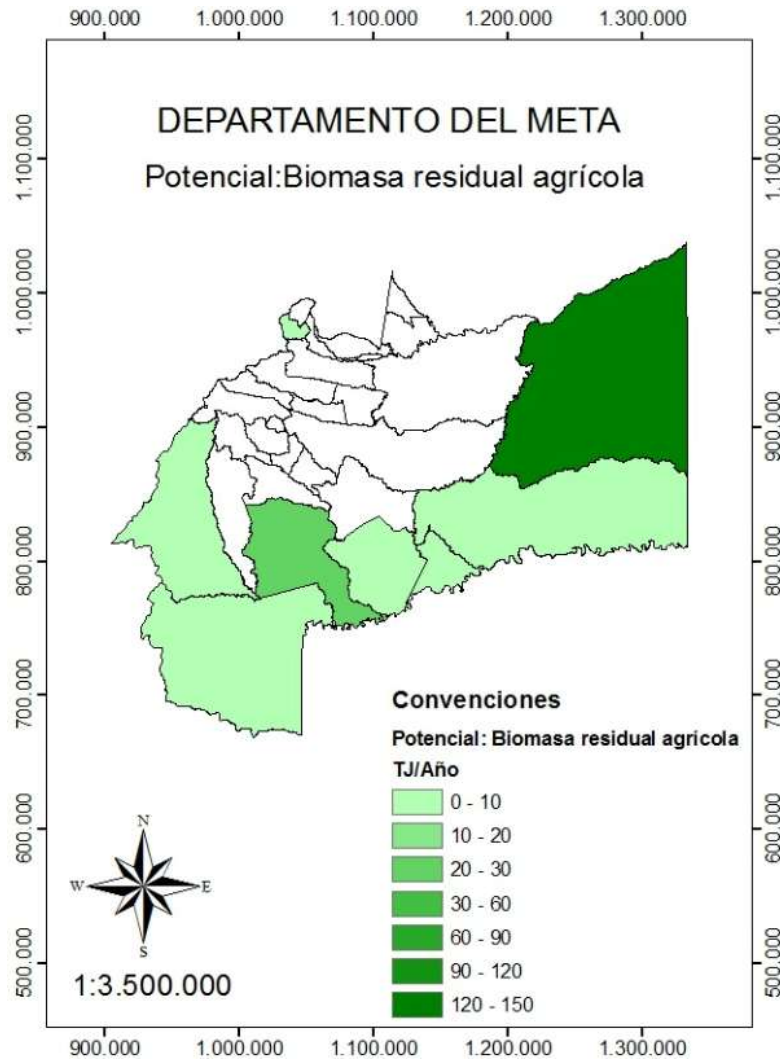 900.000 1.000.000 1.100.000 1.200.000 1.300.000
DEPARTAMENTO DEL META
Potencial:Biomasa residual agrícola
1.100.000 1.100.000
1.000.000 1.000.000
900.000 900.000
800.000 800.000
700.000 700.000
600.000 600.000
500.000 500.000
Convenciones
Potencial: Biomasa residual agrícola
TJ/Año
0 - 10
10 - 20
20 - 30
30 - 60
60 - 90
90 - 120
120 - 150
N
W E
S
1:3.500.000
900.000 1.000.000 1.100.000 1.200.000 1.300.000